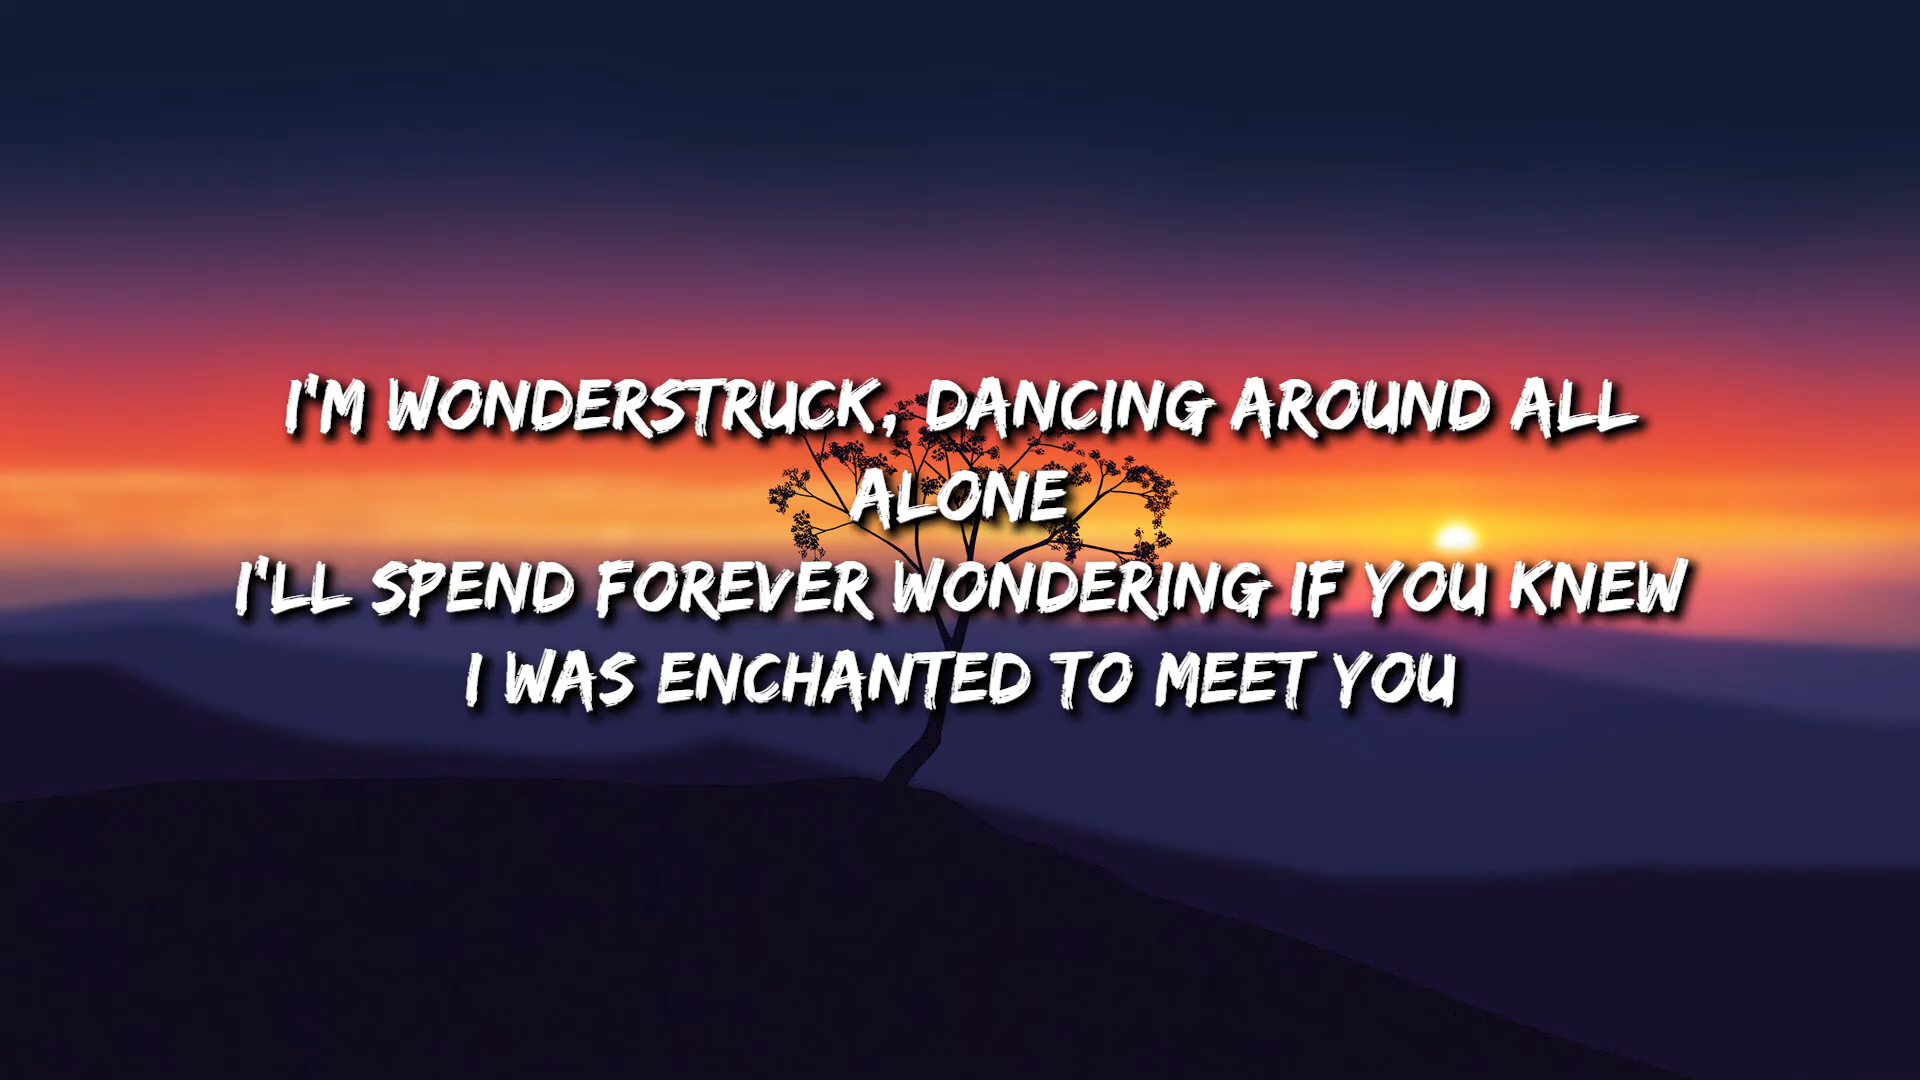 I'M WONDERSTRUCK, DANCING AROUND ALL
ALONE
I'LL SPEND FOREVER WONDERING IF YOU KNEW
I WAS ENCHANTED TO MEET YOU